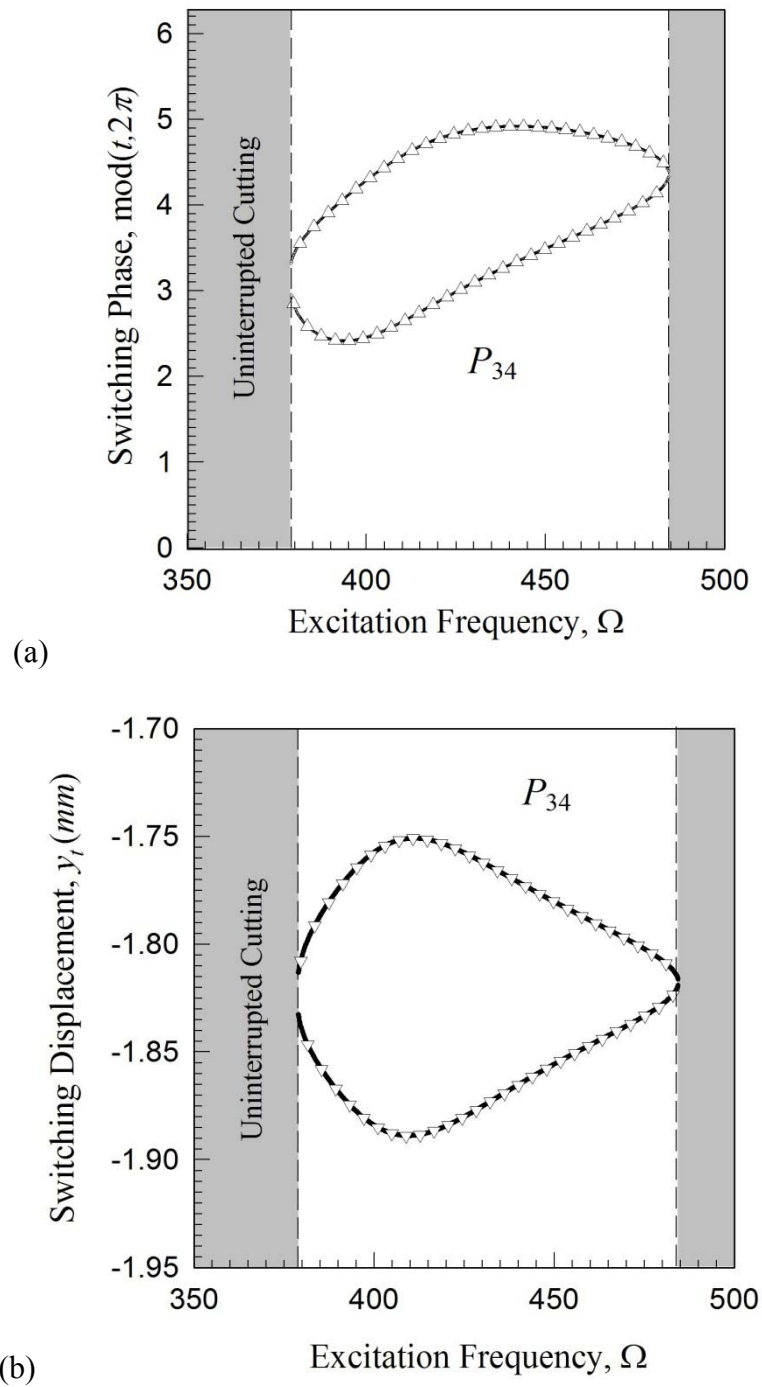 6
5
4
3
2
1
0
Switching Phase, mod(t,2π)
Uninterrupted Cutting
P₃₄
350 400 450 500
Excitation Frequency, Ω
(a)
-1.70
-1.75
-1.80
-1.85
-1.90
-1.95
Switching Displacement, yₜ (mm)
Uninterrupted Cutting
P₃₄
350 400 450 500
Excitation Frequency, Ω
(b)